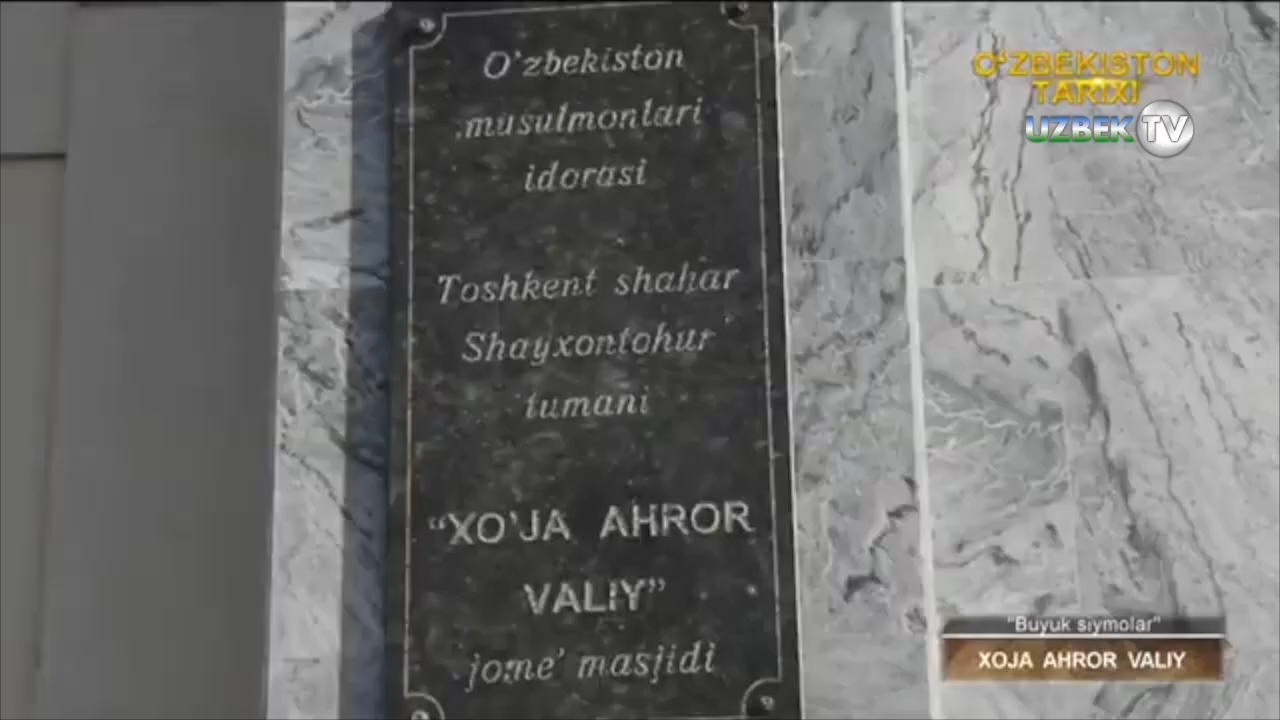 O'zbekiston
musulmonlari
idorasi
Toshkent shahar
Shayxontohur
tumani
"XO'JA AHROR
VALIY"
jome' masjidi
O'ZBEKISTON
TARIXI
UZBEK TV
"Buyuk siymolar"
XOJA AHROR VALIY